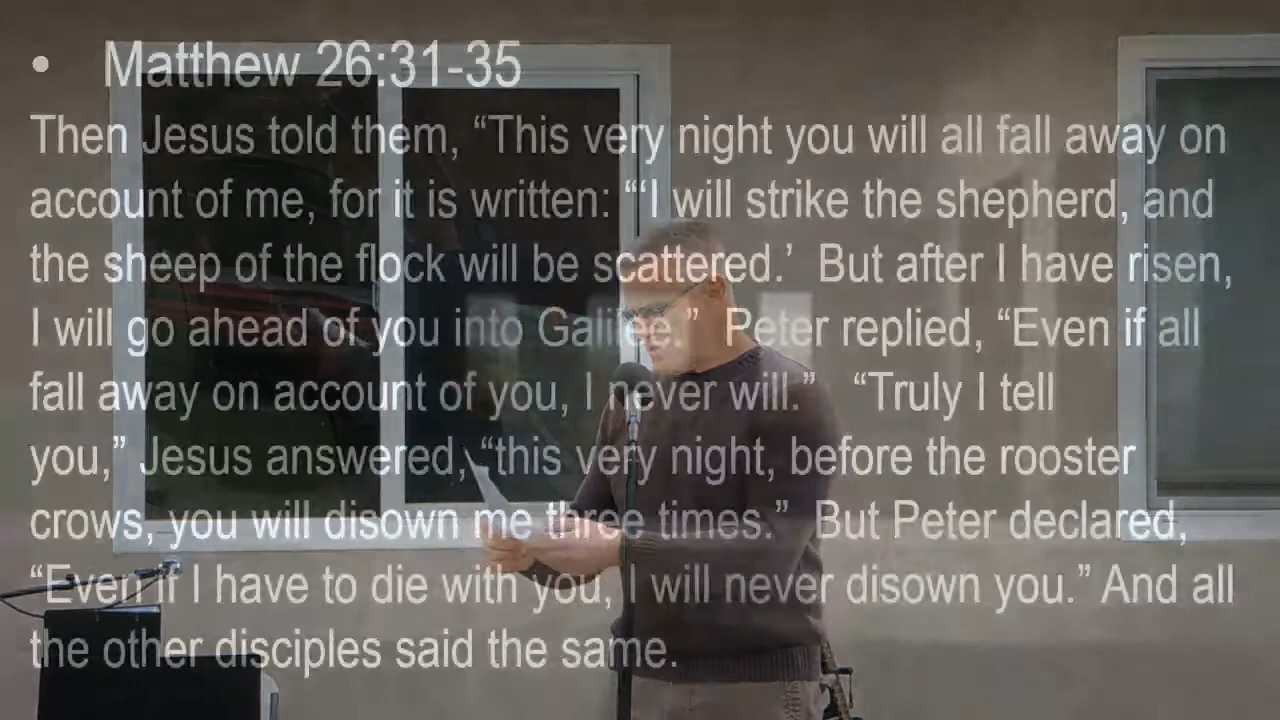 • Matthew 26:31-35
Then Jesus told them, “This very night you will all fall away on
account of me, for it is written: “‘I will strike the shepherd, and
the sheep of the flock will be scattered.’ But after I have risen,
I will go ahead of you into Galilee.” Peter replied, “Even if all
fall away on account of you, I never will.” “Truly I tell
you,” Jesus answered, “this very night, before the rooster
crows, you will disown me three times.” But Peter declared,
“Even if I have to die with you, I will never disown you.” And all
the other disciples said the same.